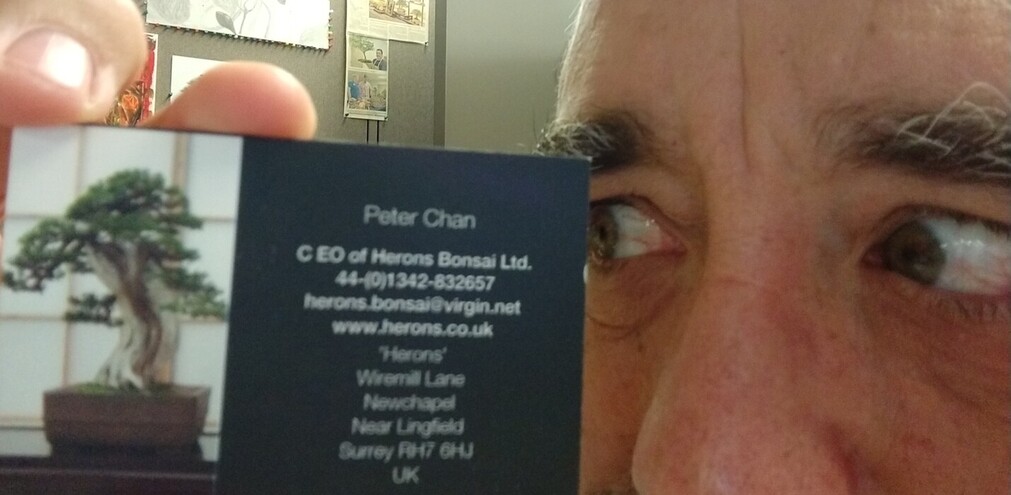 Peter Chan
C EO of Herons Bonsai Ltd.
44-(0)1342-832657
herons.bonsai@virgin.net
www.herons.co.uk
'Herons'
Wiremill Lane
Newchapel
Near Lingfield
Surrey RH7 6HJ
UK